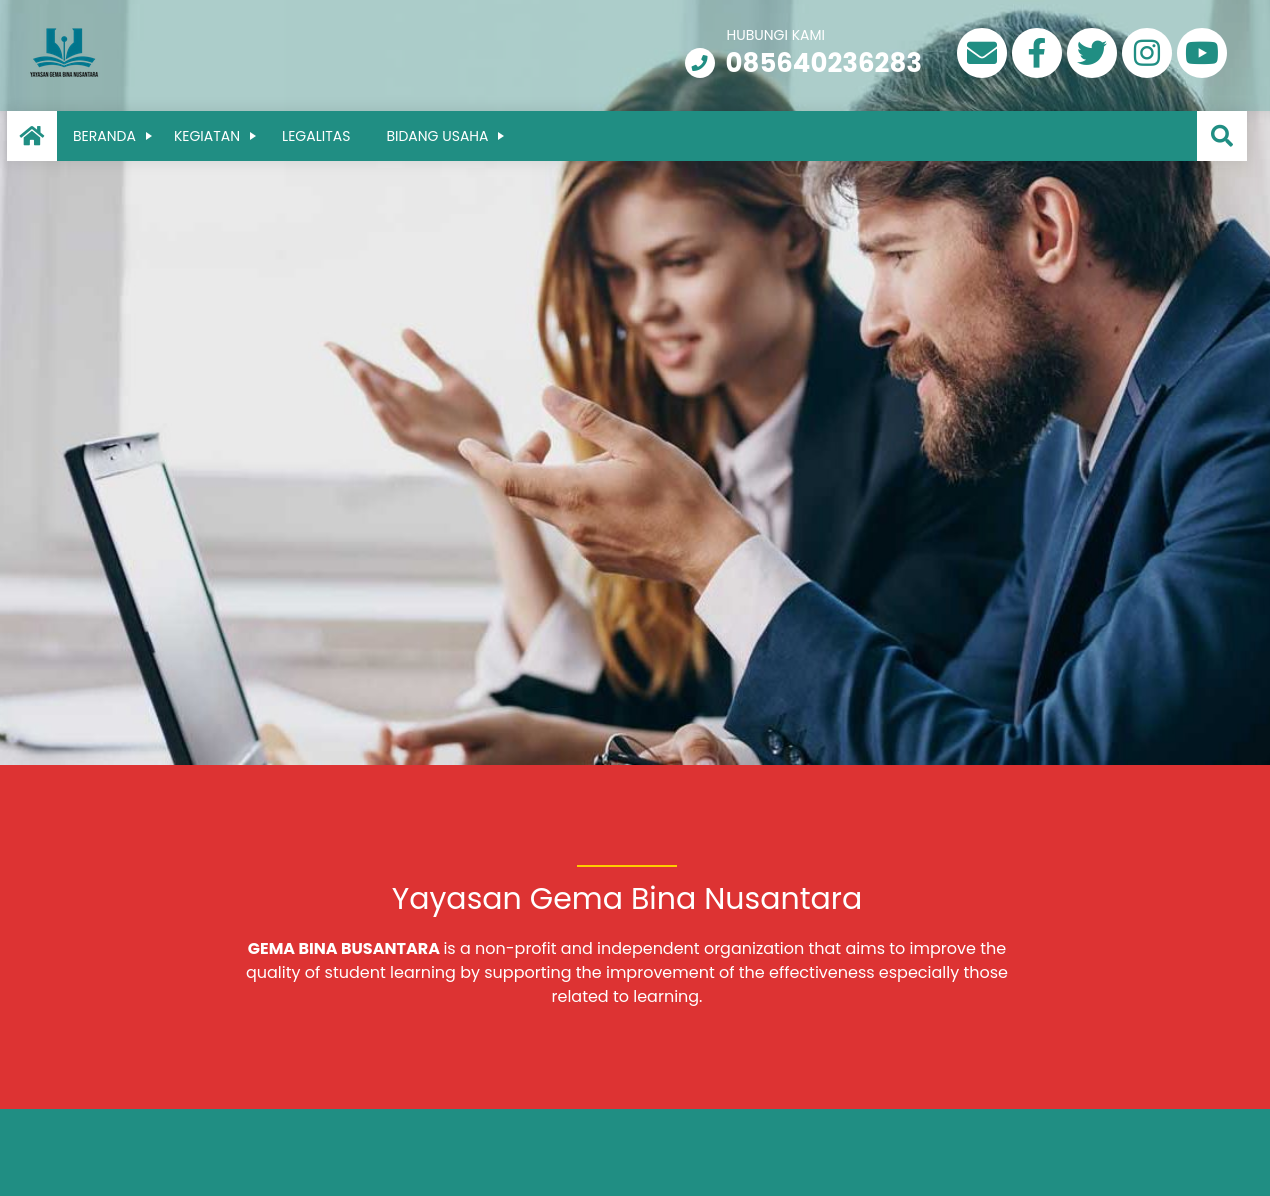 YAYASAN GEMA BINA NUSANTARA
HUBUNGI KAMI
085640236283
BERANDA
KEGIATAN
LEGALITAS
BIDANG USAHA
Yayasan Gema Bina Nusantara
GEMA BINA BUSANTARA is a non-profit and independent organization that aims to improve the
quality of student learning by supporting the improvement of the effectiveness especially those
related to learning.